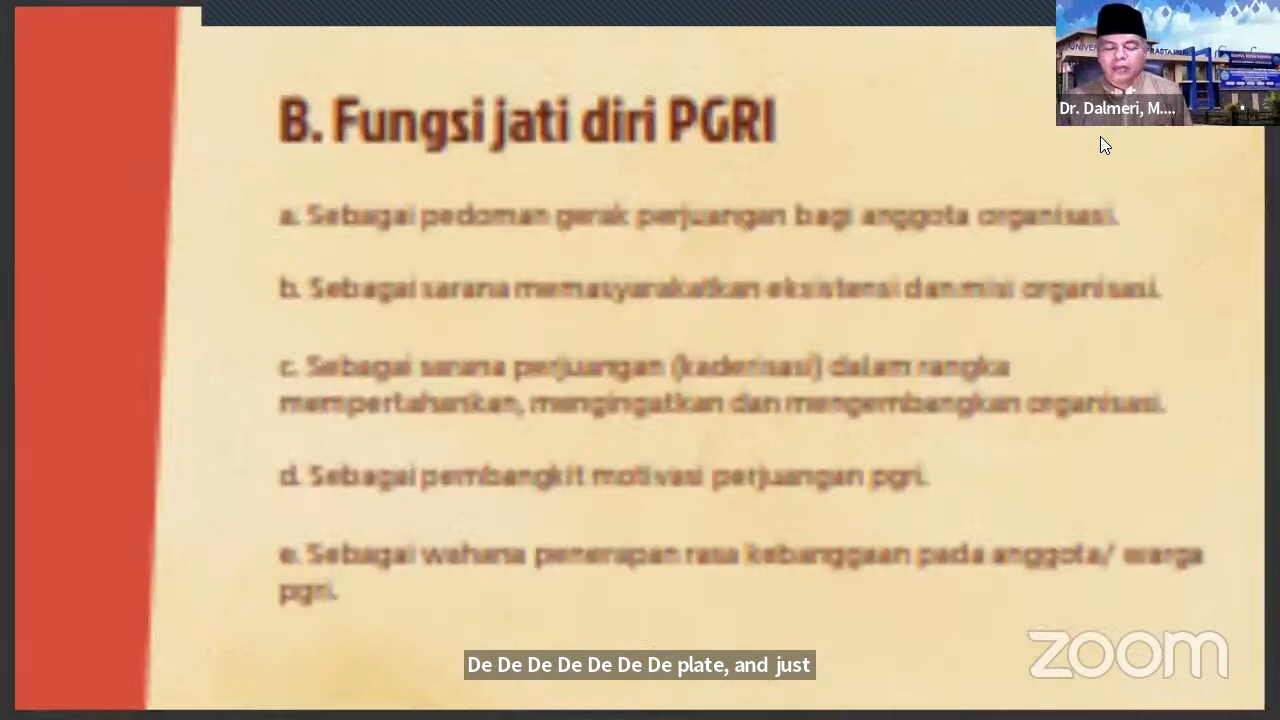 B. Fungsi jati diri PGRI
a. Sebagai pedoman gerak perjuangan bagi anggota organisasi.
b. Sebagai sarana memasyarakatkan eksistensi dan misi organisasi.
c. Sebagai sarana perjuangan (kaderisasi) dalam rangka
mempertahankan, mengingatkan dan mengembangkan organisasi.
d. Sebagai pembangkit motivasi perjuangan pgri.
e. Sebagai wahana penerapan rasa kebanggaan pada anggota/ warga
pgri.
Dr. Dalmeri, M....
De De De De De De De plate, and just
zoom